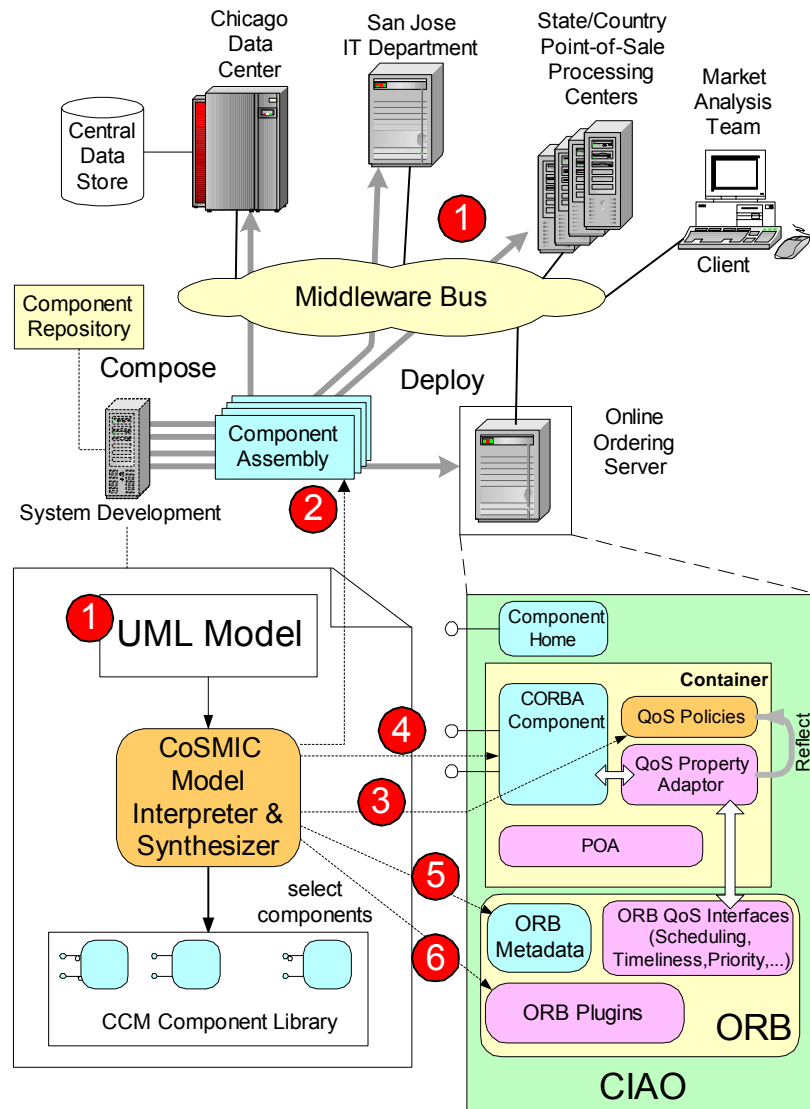 Chicago
Data
Center
San Jose
IT Department
State/Country
Point-of-Sale
Processing
Centers
Market
Analysis
Team
Central
Data
Store
1
Client
Middleware Bus
Component
Repository
Compose
Deploy
Component
Assembly
Online
Ordering
Server
System Development
2
1
UML Model
Component
Home
Container
CORBA
Component
QoS Policies
Reflect
4
CoSMIC
Model
Interpreter &
Synthesizer
3
QoS Property
Adaptor
POA
5
select
components
ORB
Metadata
ORB QoS Interfaces
(Scheduling,
Timeliness,Priority,...)
6
CCM Component Library
ORB Plugins
ORB
CIAO